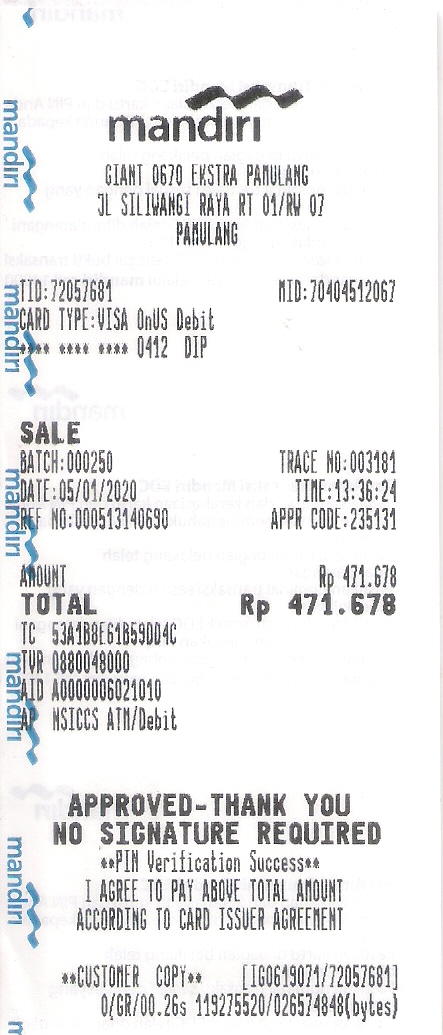 mandiri
GIANT 0670 EKSTRA PAMULANG
JL SILIWANGI RAYA RT 01/RW 07
PAMULANG
TID:72057681 MID:70404512067
CARD TYPE:VISA OnUS Debit
**** **** **** 0412 DIP
SALE
BATCH:000250 TRACE NO:003181
DATE:05/01/2020 TIME:13:36:24
REF NO:000513140690 APPR CODE:235131
AMOUNT Rp 471.678
TOTAL Rp 471.678
TC 53A1B8E61B59DD4C
TVR 0880048000
AID A0000006021010
AP NSICCS ATM/Debit
APPROVED-THANK YOU
NO SIGNATURE REQUIRED
**PIN Verification Success**
I AGREE TO PAY ABOVE TOTAL AMOUNT
ACCORDING TO CARD ISSUER AGREEMENT
**CUSTOMER COPY** [IG0619071/72057681]
Q/GR/00.26s 119275520/026574848(bytes)
mandiri
mandiri
mandiri
mandiri
mandiri